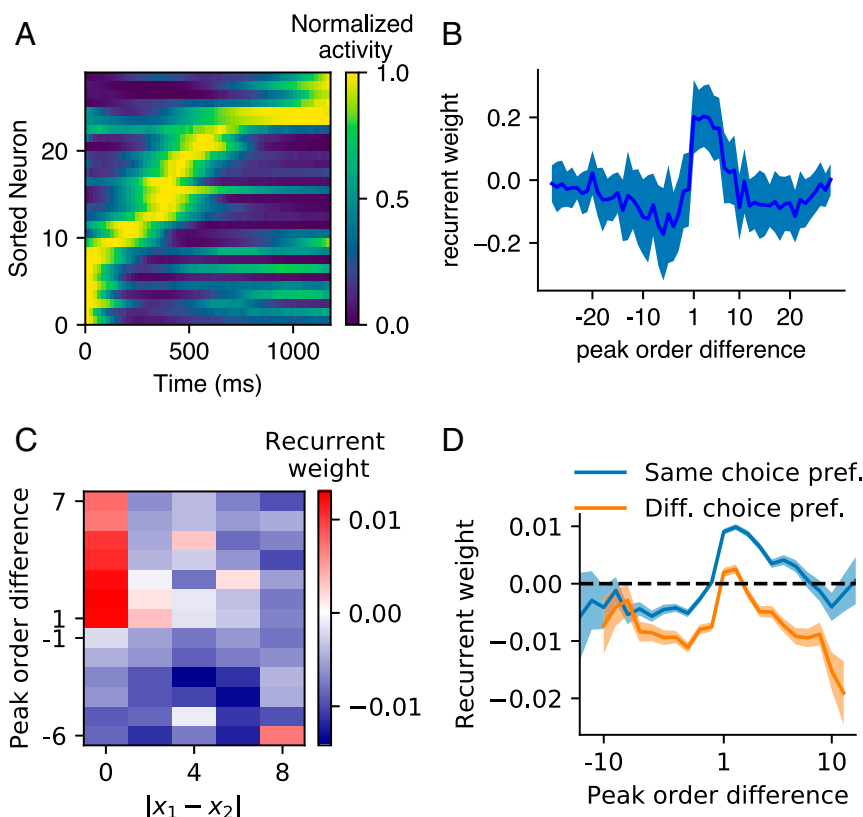 A
Normalized
activity
1.0
0.5
0.0
Sorted Neuron
20
10
0
0
500
1000
Time (ms)
B
recurrent weight
0.2
0.0
−0.2
-20
-10
1
10
20
peak order difference
C
Recurrent
weight
Peak order difference
7
1
-1
-6
0.01
0.00
−0.01
0
4
8
|x₁ − x₂|
D
Same choice pref.
Diff. choice pref.
Recurrent weight
0.01
0.00
−0.01
−0.02
-10
1
10
Peak order difference